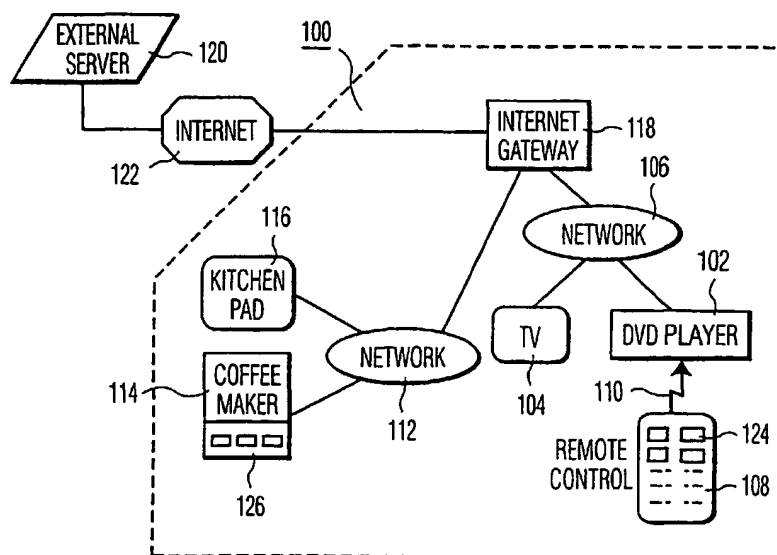 EXTERNAL
SERVER
120
100
INTERNET
122
INTERNET
GATEWAY
118
106
NETWORK
116
KITCHEN
PAD
102
TV
104
DVD PLAYER
NETWORK
112
114
COFFEE
MAKER
126
110
REMOTE
CONTROL
124
108